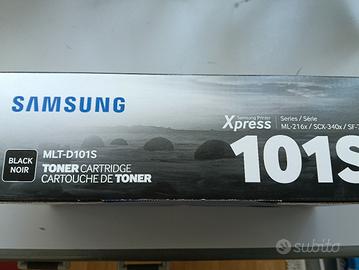 SAMSUNG
Samsung Printer
Xpress
Series / Série
ML-216x / SCX-340x / SF-
BLACK
NOIR
MLT-D101S
TONER CARTRIDGE
CARTOUCHE DE TONER
101S
subito